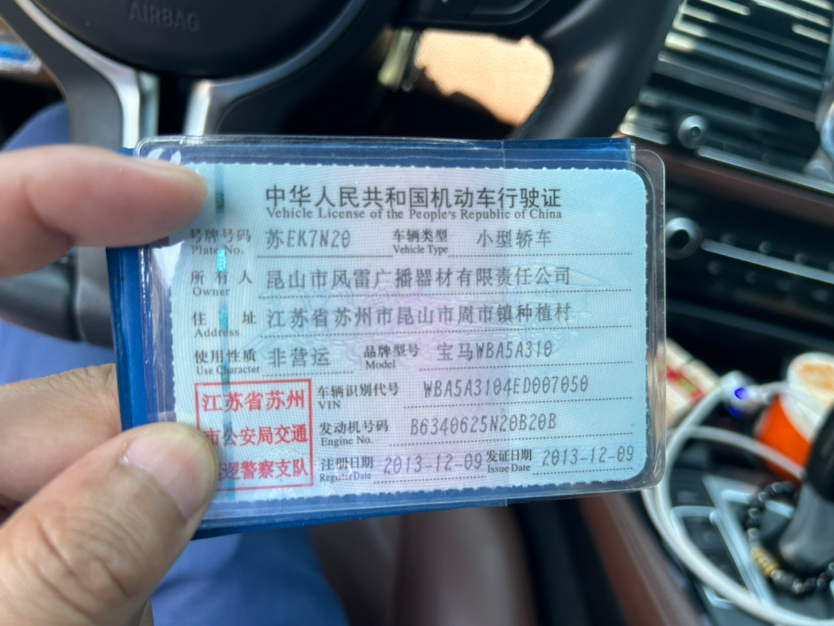 AIRBAG
中华人民共和国机动车行驶证
Vehicle License of the People's Republic of China
号牌号码 苏EK7N20 车辆类型 小型轿车
Plate No. Vehicle Type
所有人 昆山市风雷广播器材有限责任公司
Owner
住址 江苏省苏州市昆山市周市镇种植村
Address
使用性质 非营运 品牌型号 宝马WBA5A310
Use Character Model
车辆识别代号 WBA5A3104ED007050
VIN
发动机号码 B6340625N20B20B
Engine No.
注册日期 2013-12-09 发证日期 2013-12-09
Register Date Issue Date
江苏省苏州
市公安局交通
巡逻警察支队